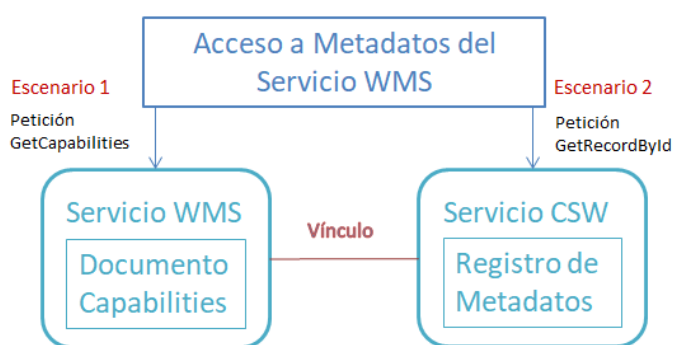 Acceso a Metadatos del
Servicio WMS
Escenario 1
Escenario 2
Petición
GetCapabilities
Petición
GetRecordById
Servicio WMS
Documento
Capabilities
Vínculo
Servicio CSW
Registro de
Metadatos